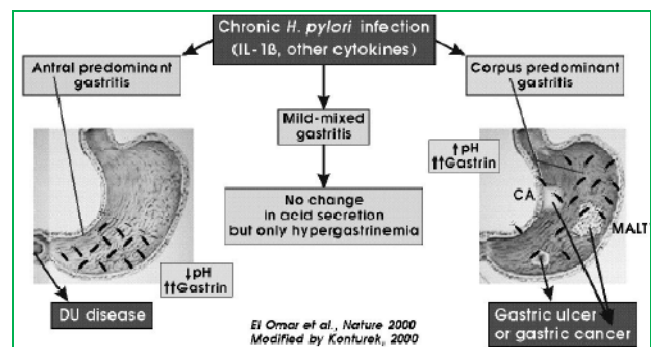 Chronic H. pylori infection
(IL-1ß, other cytokines)
Antral predominant
gastritis
Corpus predominant
gastritis
Mild-mixed
gastritis
↑pH
↑↑Gastrin
CA
No change
in acid secretion
but only hypergastrinemia
MALT
↓pH
↑↑Gastrin
DU disease
Gastric ulcer
or gastric cancer
El Omar et al., Nature 2000
Modified by Konturek, 2000